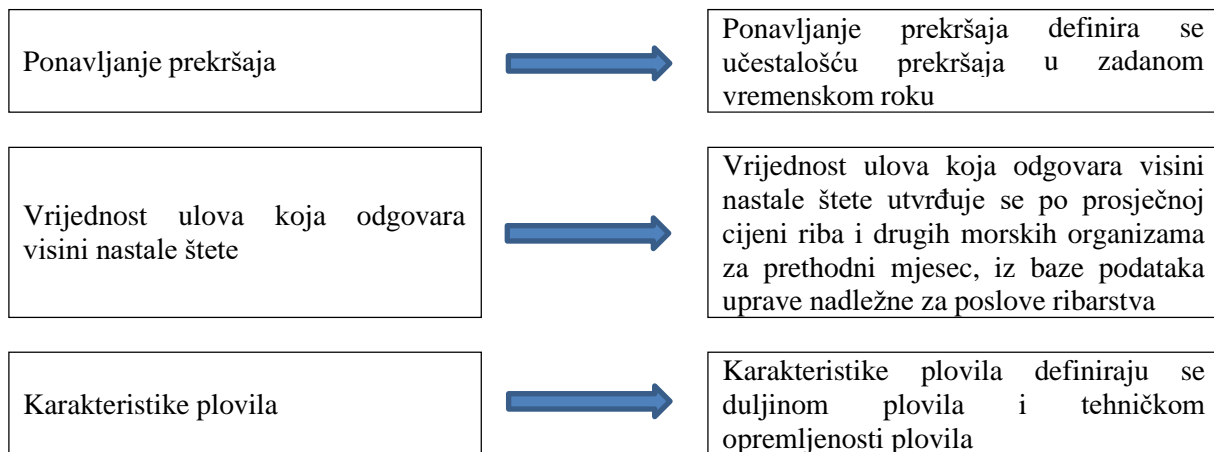 Ponavljanje prekršaja
Ponavljanje prekršaja definira se
učestalošću prekršaja u zadanom
vremenskom roku
Vrijednost ulova koja odgovara
visini nastale štete
Vrijednost ulova koja odgovara visini
nastale štete utvrđuje se po prosječnoj
cijeni riba i drugih morskih organizama
za prethodni mjesec, iz baze podataka
uprave nadležne za poslove ribarstva
Karakteristike plovila
Karakteristike plovila definiraju se
duljinom plovila i tehničkom
opremljenosti plovila